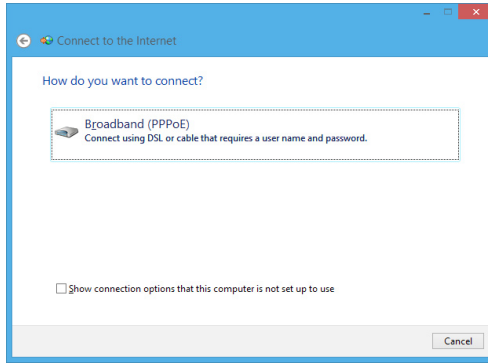 Connect to the Internet
How do you want to connect?
Broadband (PPPoE)
Connect using DSL or cable that requires a user name and password.
Show connection options that this computer is not set up to use
Cancel